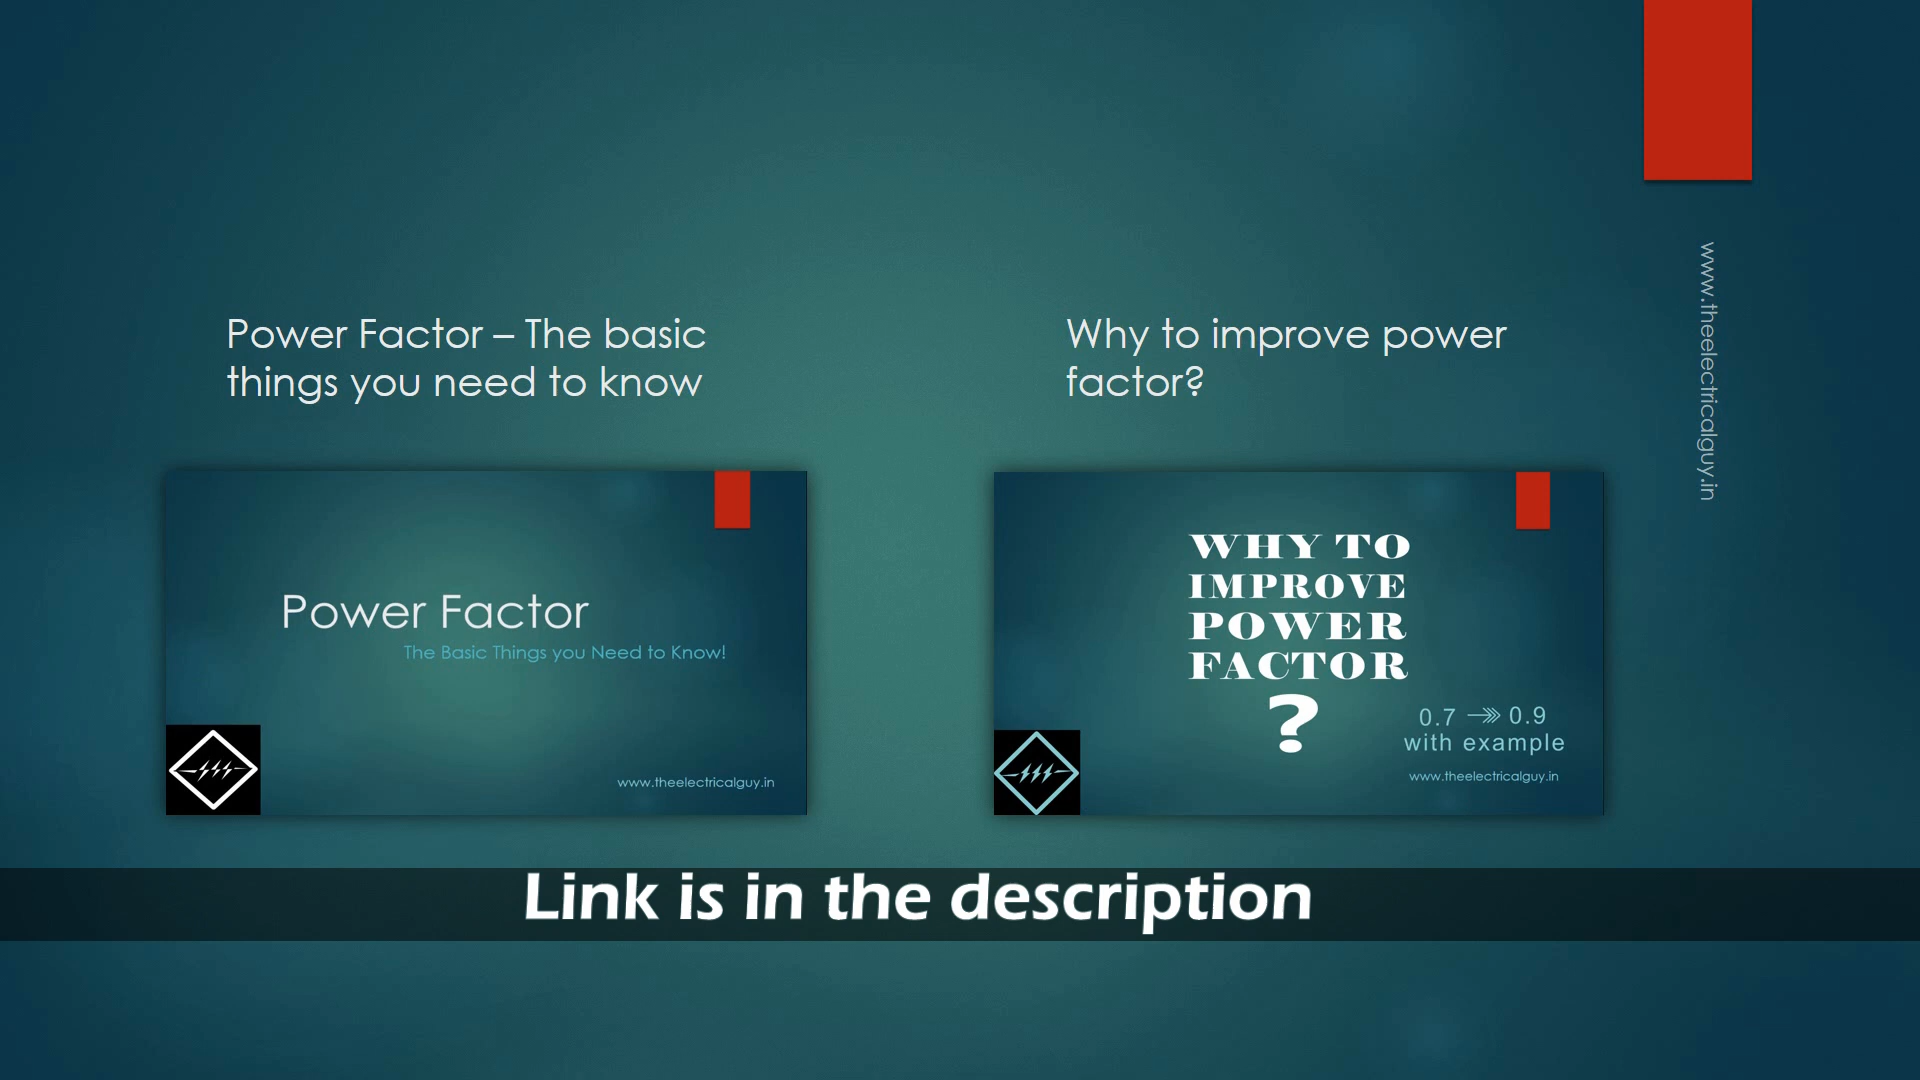 Power Factor – The basic
things you need to know
Why to improve power
factor?
www.theelectricalguy.in
Power Factor
The Basic Things you Need to Know!
www.theelectricalguy.in
WHY TO
IMPROVE
POWER
FACTOR
?
0.7 ->>> 0.9
with example
www.theelectricalguy.in
Link is in the description